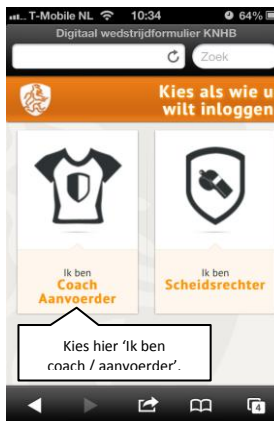 T-Mobile NL 10:34 64%
Digitaal wedstrijdformulier KNHB
Zoek
Kies als wie u
wilt inloggen
Ik ben
Coach
Aanvoerder
Ik ben
Scheidsrechter
Kies hier ‘Ik ben
coach / aanvoerder’.
4